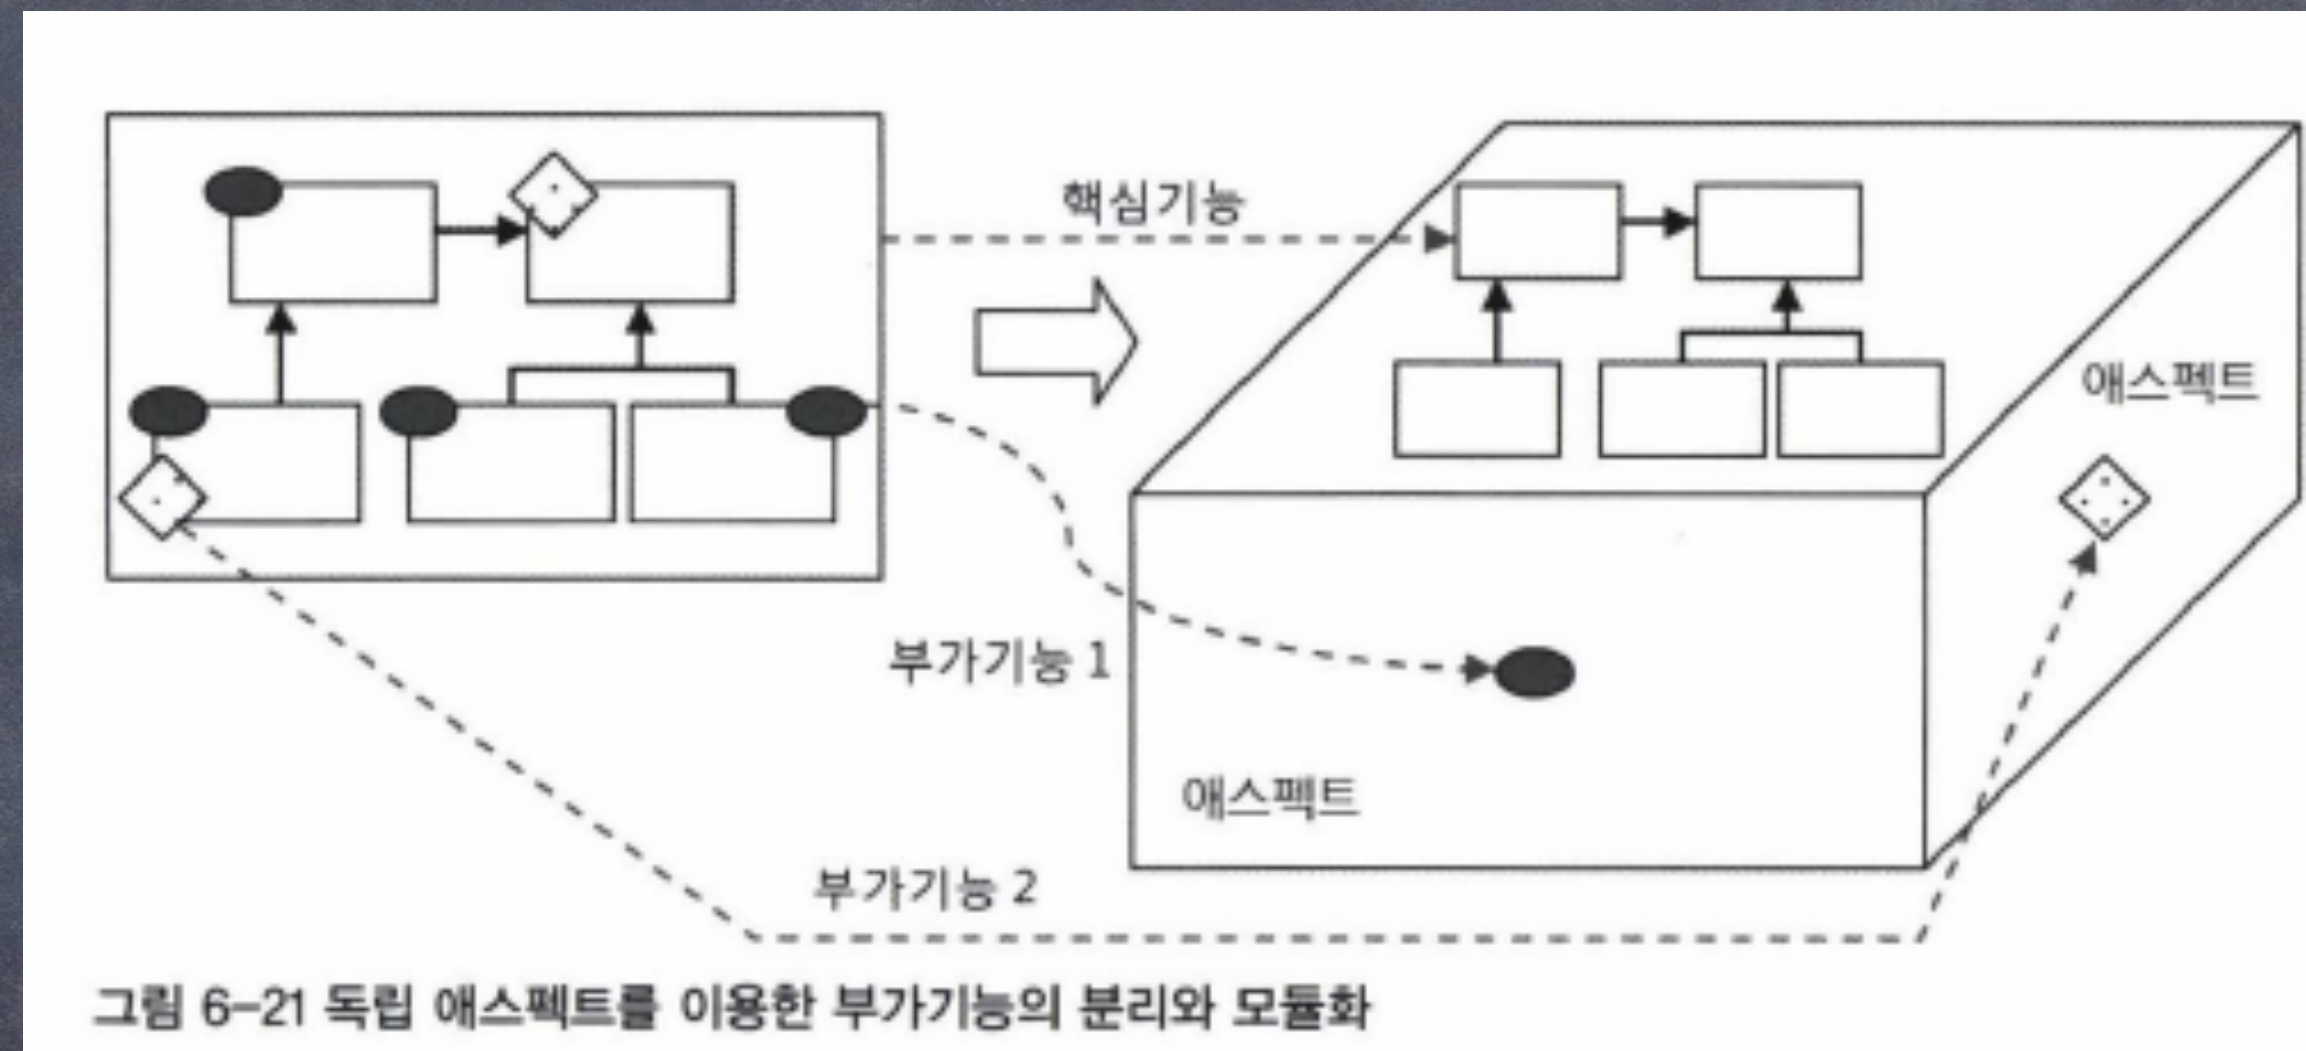 핵심기능
애스펙트
부가기능 1
애스펙트
부가기능 2
그림 6-21 독립 애스펙트를 이용한 부가기능의 분리와 모듈화